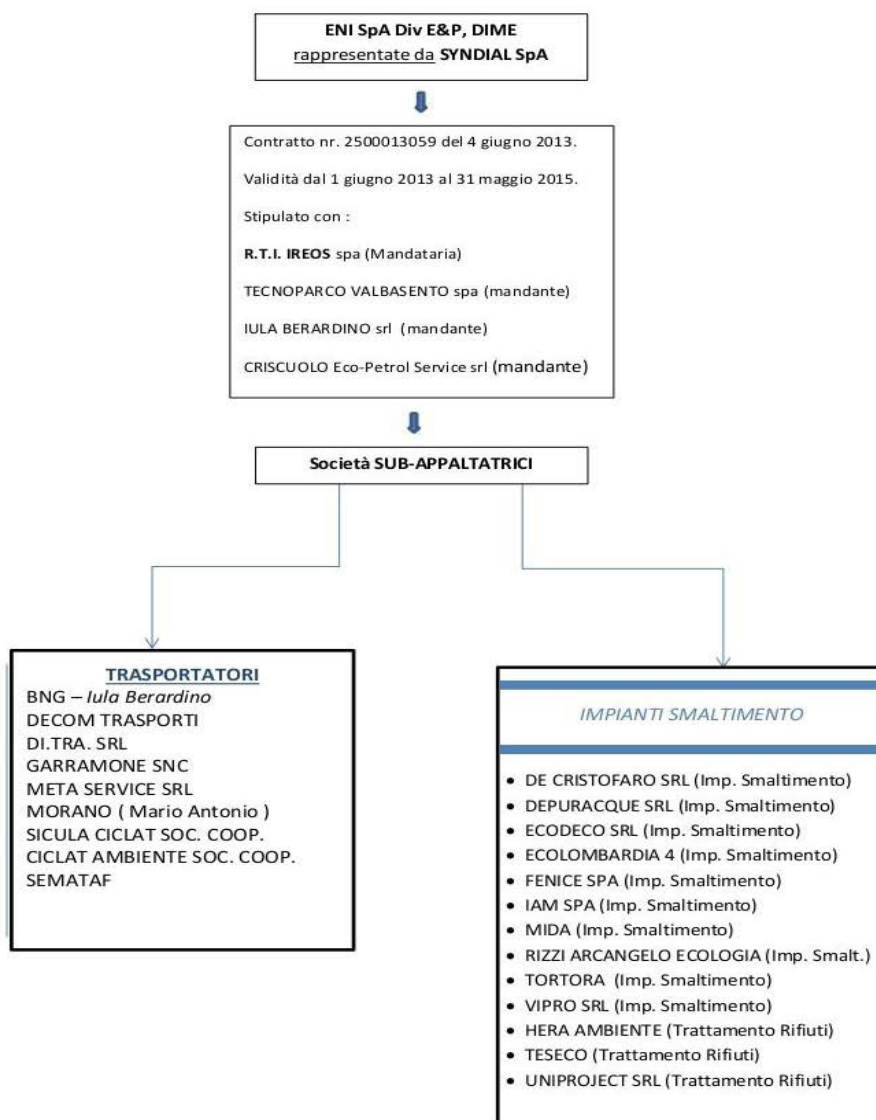 ENI SpA Div E&P, DIME
rappresentate da SYNDIAL SpA
Contratto nr. 2500013059 del 4 giugno 2013.
Validità dal 1 giugno 2013 al 31 maggio 2015.
Stipulato con :
R.T.I. IREOS spa (Mandataria)
TECNOPARCO VALBASENTO spa (mandante)
IULA BERARDINO srl (mandante)
CRISCUOLO Eco-Petrol Service srl (mandante)
Società SUB-APPALTATRICI
TRASPORTATORI
BNG – Iula Berardino
DECOM TRASPORTI
DI.TRA. SRL
GARRAMONE SNC
META SERVICE SRL
MORANO ( Mario Antonio )
SICULA CICLAT SOC. COOP.
CICLAT AMBIENTE SOC. COOP.
SEMATAF
IMPIANTI SMALTIMENTO
• DE CRISTOFARO SRL (Imp. Smaltimento)
• DEPURACQUE SRL (Imp. Smaltimento)
• ECODECO SRL (Imp. Smaltimento)
• ECOLOMBARDIA 4 (Imp. Smaltimento)
• FENICE SPA (Imp. Smaltimento)
• IAM SPA (Imp. Smaltimento)
• MIDA (Imp. Smaltimento)
• RIZZI ARCANGELO ECOLOGIA (Imp. Smalt.)
• TORTORA (Imp. Smaltimento)
• VIPRO SRL (Imp. Smaltimento)
• HERA AMBIENTE (Trattamento Rifiuti)
• TESECO (Trattamento Rifiuti)
• UNIPROJECT SRL (Trattamento Rifiuti)